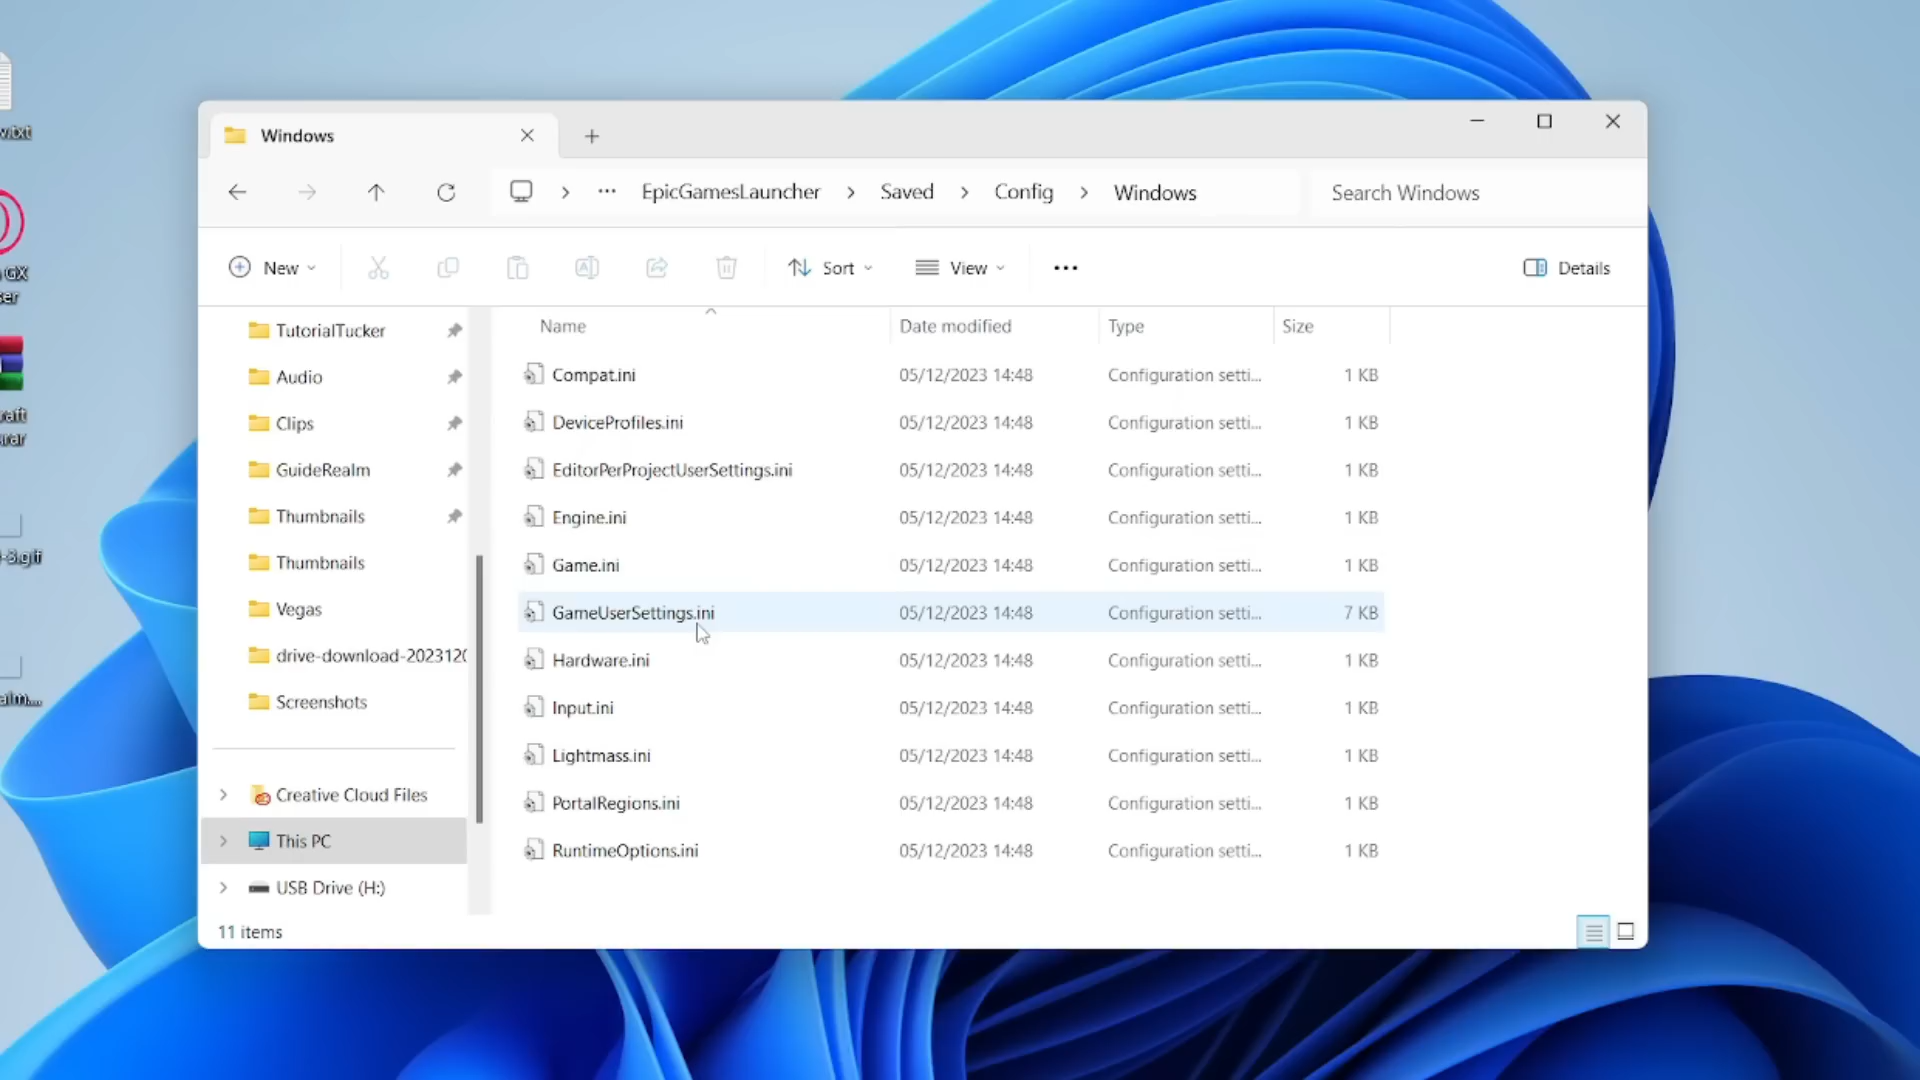 w.txt
GX
ser
raft
.rar
-3.gif
alm...
Windows
EpicGamesLauncher > Saved > Config > Windows
Search Windows
New
Sort
View
Details
TutorialTucker
Audio
Clips
GuideRealm
Thumbnails
Thumbnails
Vegas
drive-download-2023120
Screenshots
Creative Cloud Files
This PC
USB Drive (H:)
Name Date modified Type Size
Compat.ini 05/12/2023 14:48 Configuration setti... 1 KB
DeviceProfiles.ini 05/12/2023 14:48 Configuration setti... 1 KB
EditorPerProjectUserSettings.ini 05/12/2023 14:48 Configuration setti... 1 KB
Engine.ini 05/12/2023 14:48 Configuration setti... 1 KB
Game.ini 05/12/2023 14:48 Configuration setti... 1 KB
GameUserSettings.ini 05/12/2023 14:48 Configuration setti... 7 KB
Hardware.ini 05/12/2023 14:48 Configuration setti... 1 KB
Input.ini 05/12/2023 14:48 Configuration setti... 1 KB
Lightmass.ini 05/12/2023 14:48 Configuration setti... 1 KB
PortalRegions.ini 05/12/2023 14:48 Configuration setti... 1 KB
RuntimeOptions.ini 05/12/2023 14:48 Configuration setti... 1 KB
11 items